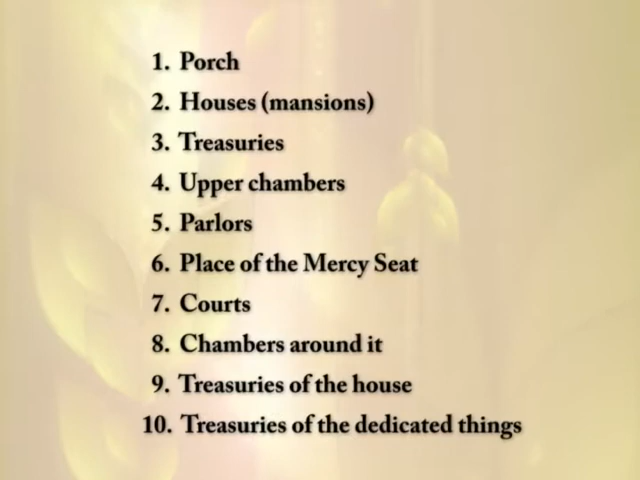 1. Porch
2. Houses (mansions)
3. Treasuries
4. Upper chambers
5. Parlors
6. Place of the Mercy Seat
7. Courts
8. Chambers around it
9. Treasuries of the house
10. Treasuries of the dedicated things